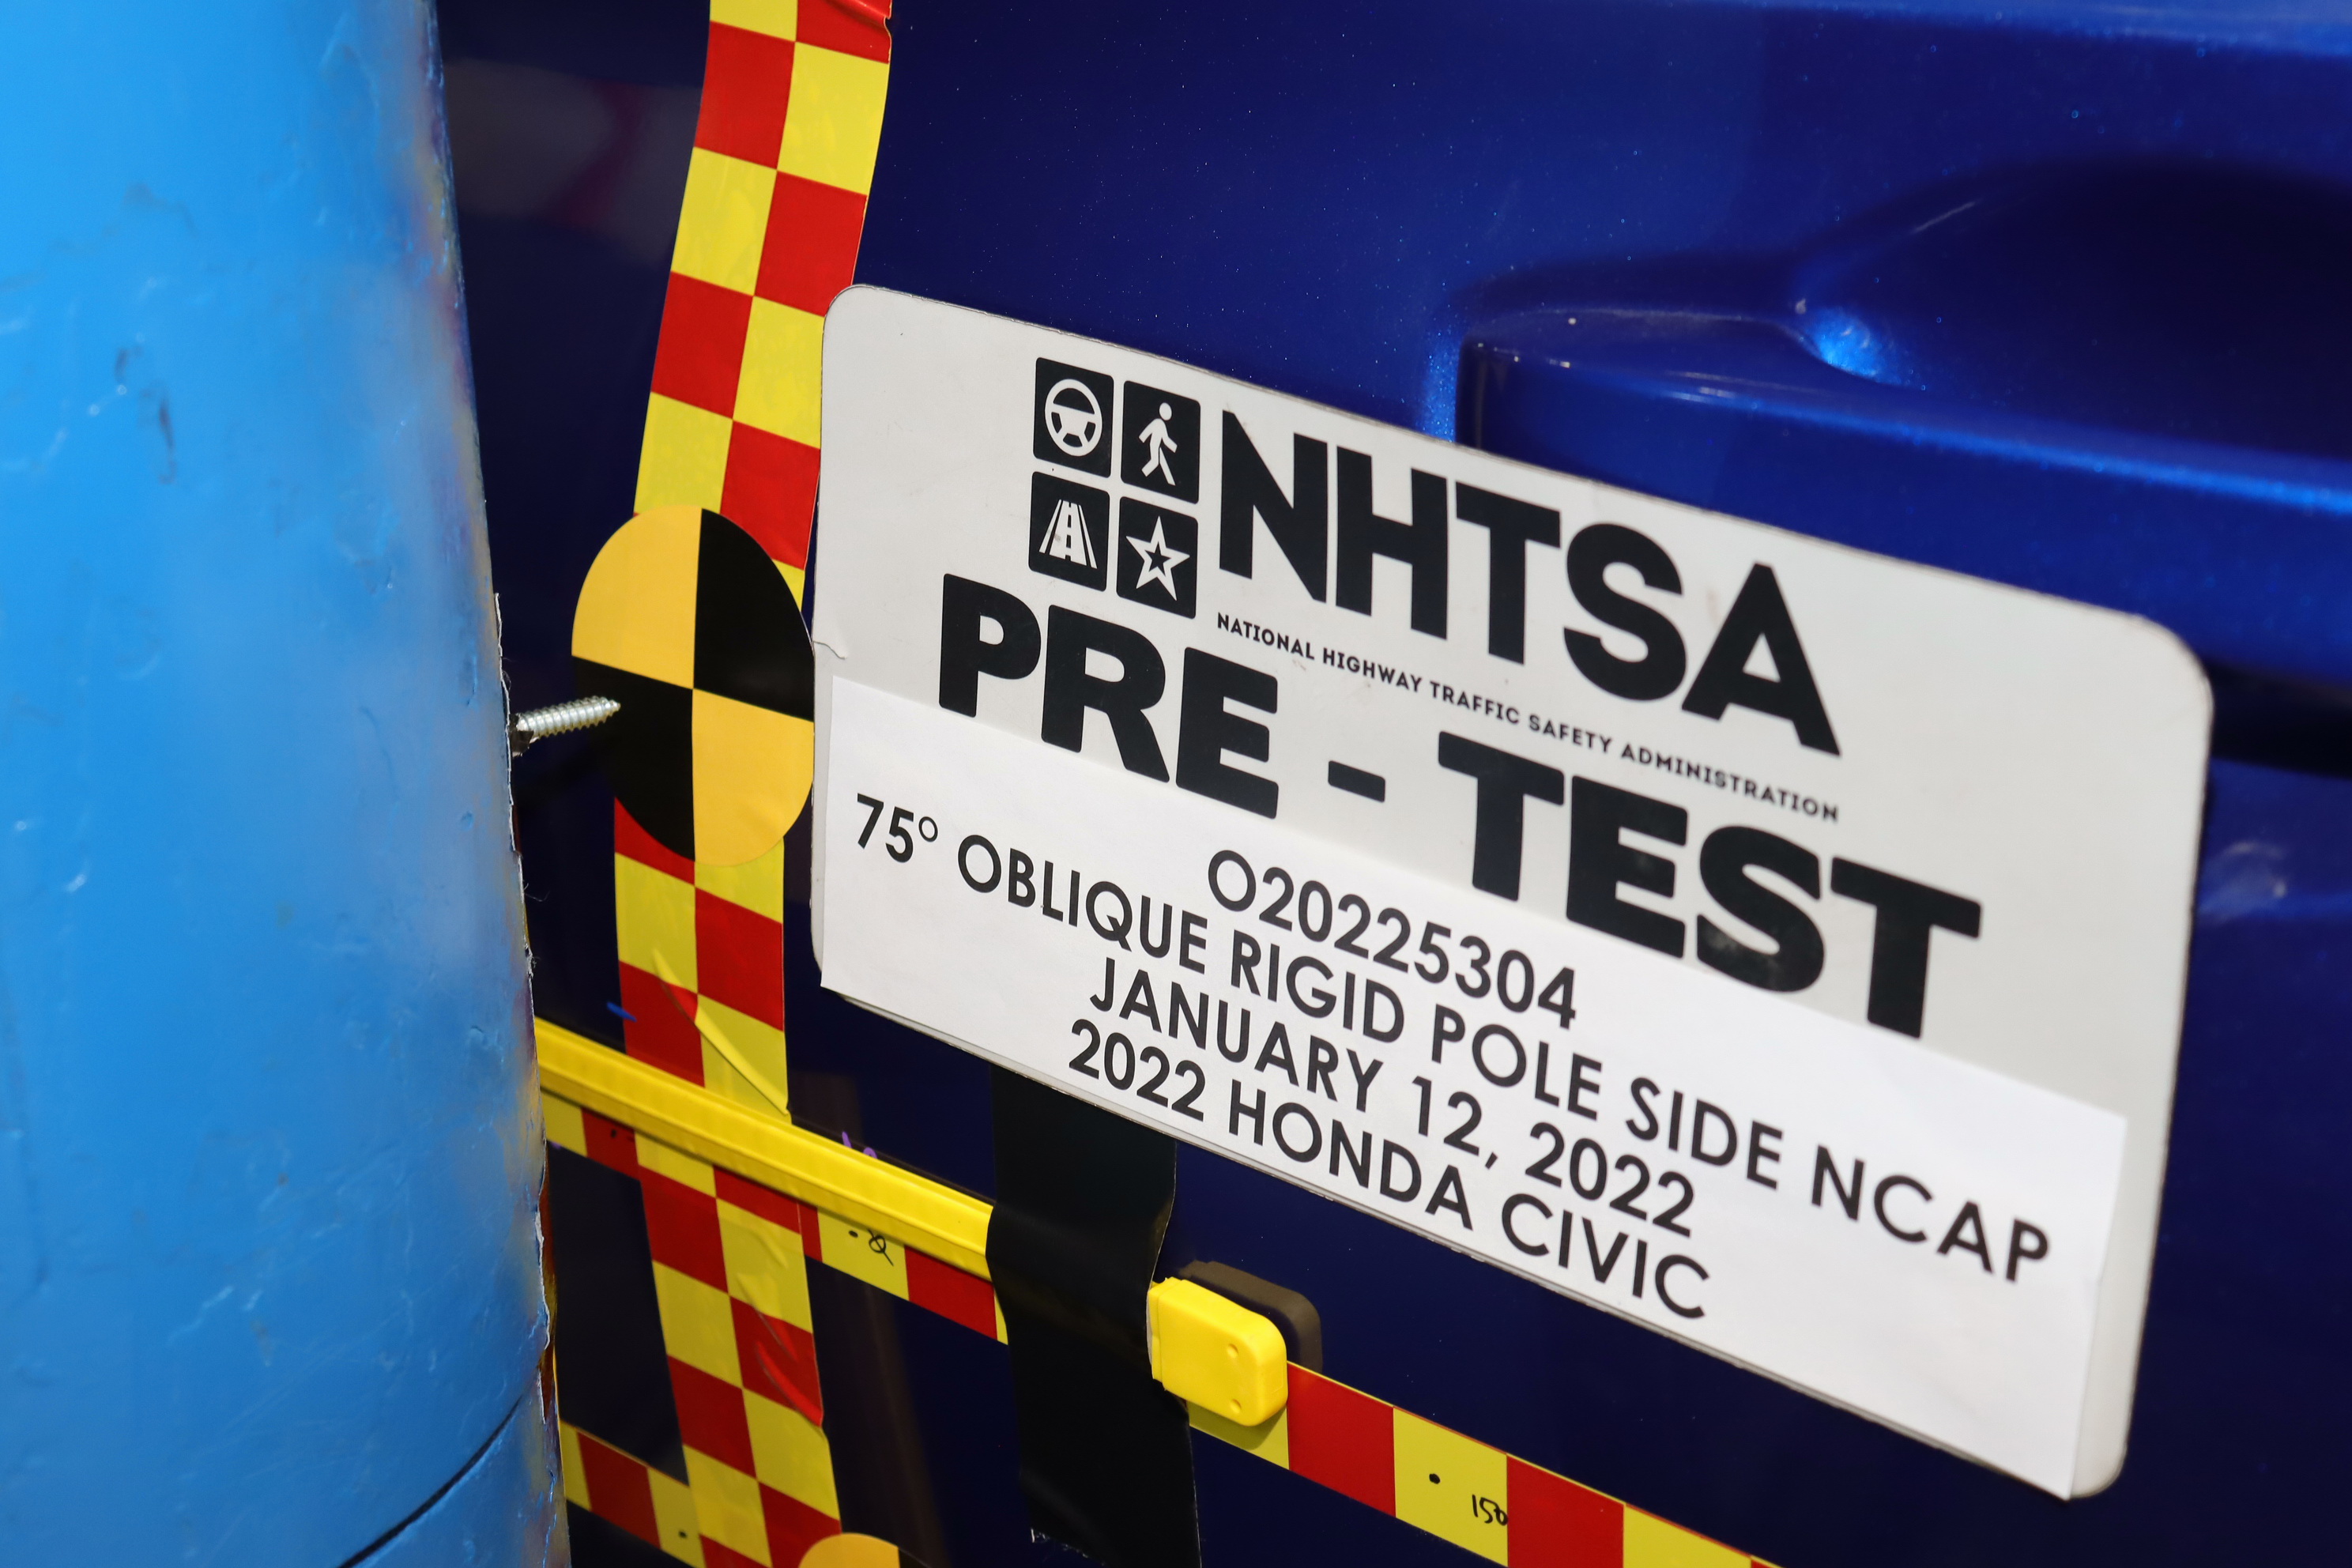 NHTSA
NATIONAL HIGHWAY TRAFFIC SAFETY ADMINISTRATION
PRE - TEST
O20225304
75° OBLIQUE RIGID POLE SIDE NCAP
JANUARY 12, 2022
2022 HONDA CIVIC
150